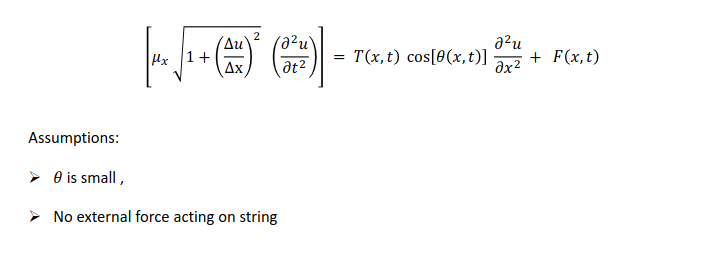 [μₓ √(1 + (Δu/Δx)²) (∂²u/∂t²)] = T(x,t) cos[θ(x,t)] ∂²u/∂x² + F(x,t)
Assumptions:
➢ θ is small ,
➢ No external force acting on string